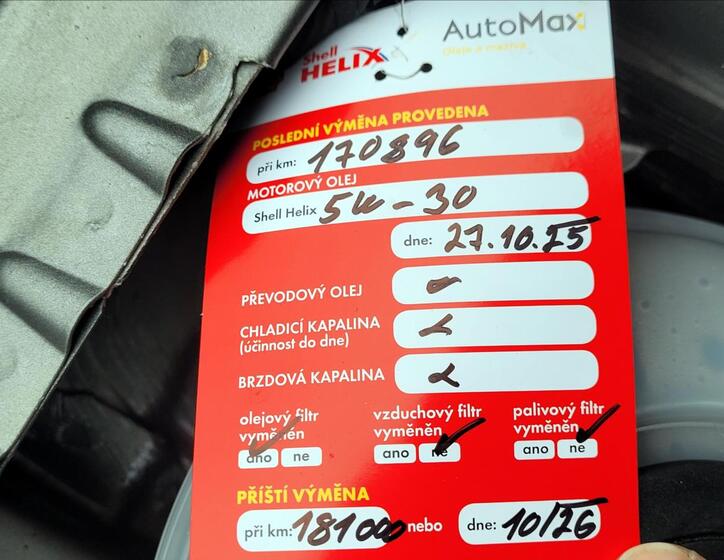 Shell
HELIX
AutoMax
Oleje a maziva
POSLEDNÍ VÝMĚNA PROVEDENA
při km: 170896
MOTOROVÝ OLEJ
Shell Helix 5W-30
dne: 27.10.25
PŘEVODOVÝ OLEJ
CHLADICÍ KAPALINA
(účinnost do dne)
BRZDOVÁ KAPALINA
olejový filtr
vyměněn
ano ne
vzduchový filtr
vyměněn
ano ne
palivový filtr
vyměněn
ano ne
PŘÍŠTÍ VÝMĚNA
při km: 181000 nebo dne: 10/26